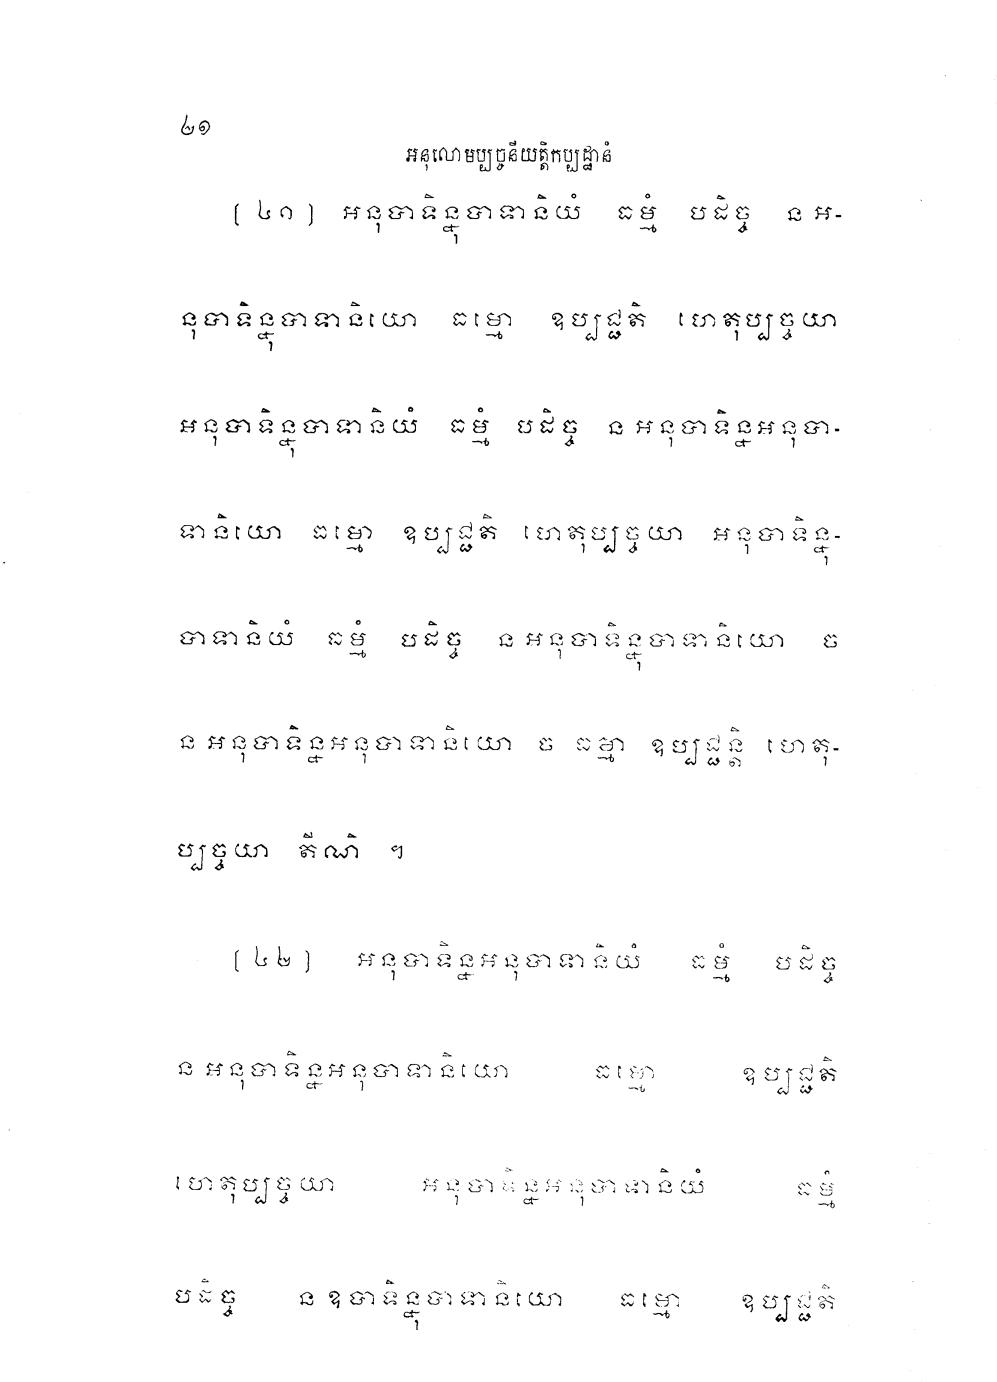 ៤១
អនុលោមប្បច្ចនីយត្តិកប្បដ្ឋានំ
(៤១) អនុបាទិន្នុបាទានិយំ ធម្មំ បដិច្ច ន អ-
នុបាទិន្នុបាទានិយោ ធម្មោ ឧប្បជ្ជតិ ហេតុប្បច្ចយា
អនុបាទិន្នុបាទានិយំ ធម្មំ បដិច្ច ន អនុបាទិន្នអនុបា-
ទានិយោ ធម្មោ ឧប្បជ្ជតិ ហេតុប្បច្ចយា អនុបាទិន្នុ-
បាទានិយំ ធម្មំ បដិច្ច ន អនុបាទិន្នុបាទានិយោ ច
ន អនុបាទិន្នអនុបាទានិយោ ច ធម្មា ឧប្បជ្ជន្តិ ហេតុ-
ប្បច្ចយា តីណិ ។
(៤២) អនុបាទិន្នអនុបាទានិយំ ធម្មំ បដិច្ច
ន អនុបាទិន្នអនុបាទានិយោ ធម្មោ ឧប្បជ្ជតិ
ហេតុប្បច្ចយា អនុបាទិន្នអនុបាទានិយំ ធម្មំ
បដិច្ច ន ឧបាទិន្នុបាទានិយោ ធម្មោ ឧប្បជ្ជតិ